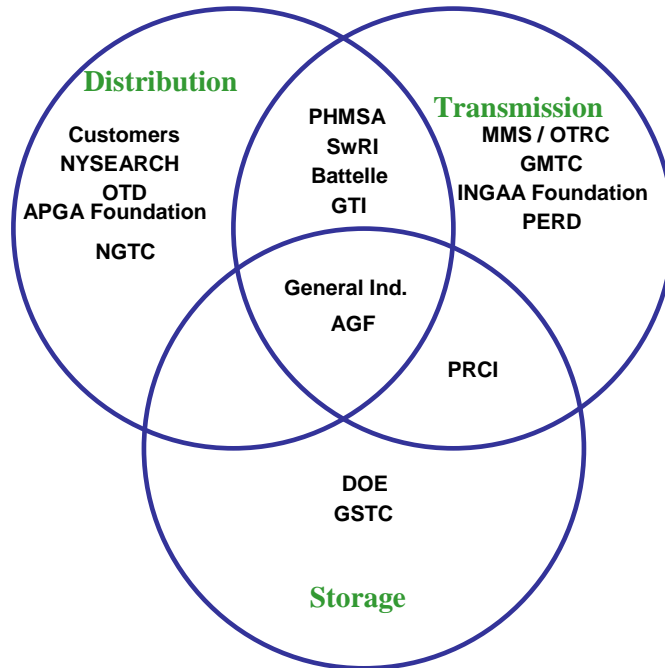 Distribution
Customers
NYSEARCH
OTD
APGA Foundation
NGTC
PHMSA
SwRI
Battelle
GTI
Transmission
MMS / OTRC
GMTC
INGAA Foundation
PERD
General Ind.
AGF
PRCI
DOE
GSTC
Storage